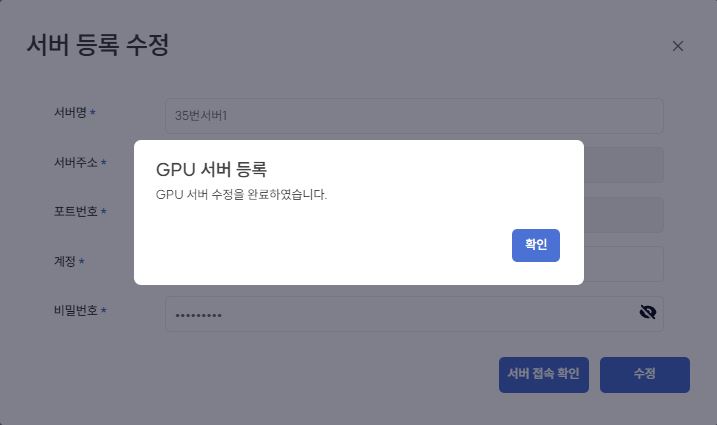 서버 등록 수정
서버명 *
35번서버1
서버주소 *
포트번호 *
계정 *
비밀번호 *
•••••••••
GPU 서버 등록
GPU 서버 수정을 완료하였습니다.
확인
서버 접속 확인
수정